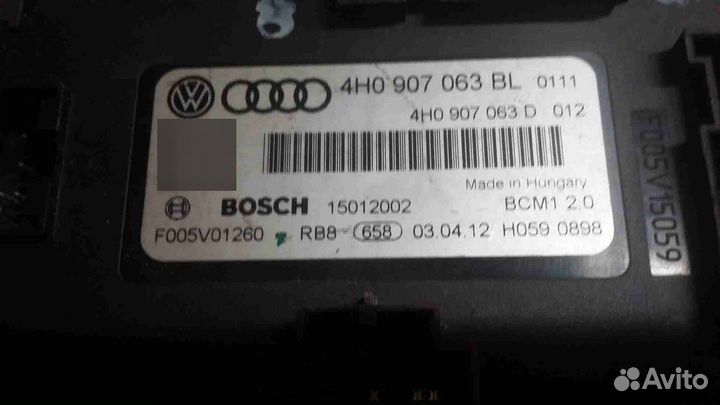 4H0 907 063 BL 0111
4H0 907 063 D 012
Made in Hungary
BOSCH 15012002 BCM1 2.0
F005V01260 RB8 658 03.04.12 H059 0898
F005V15059
Avito